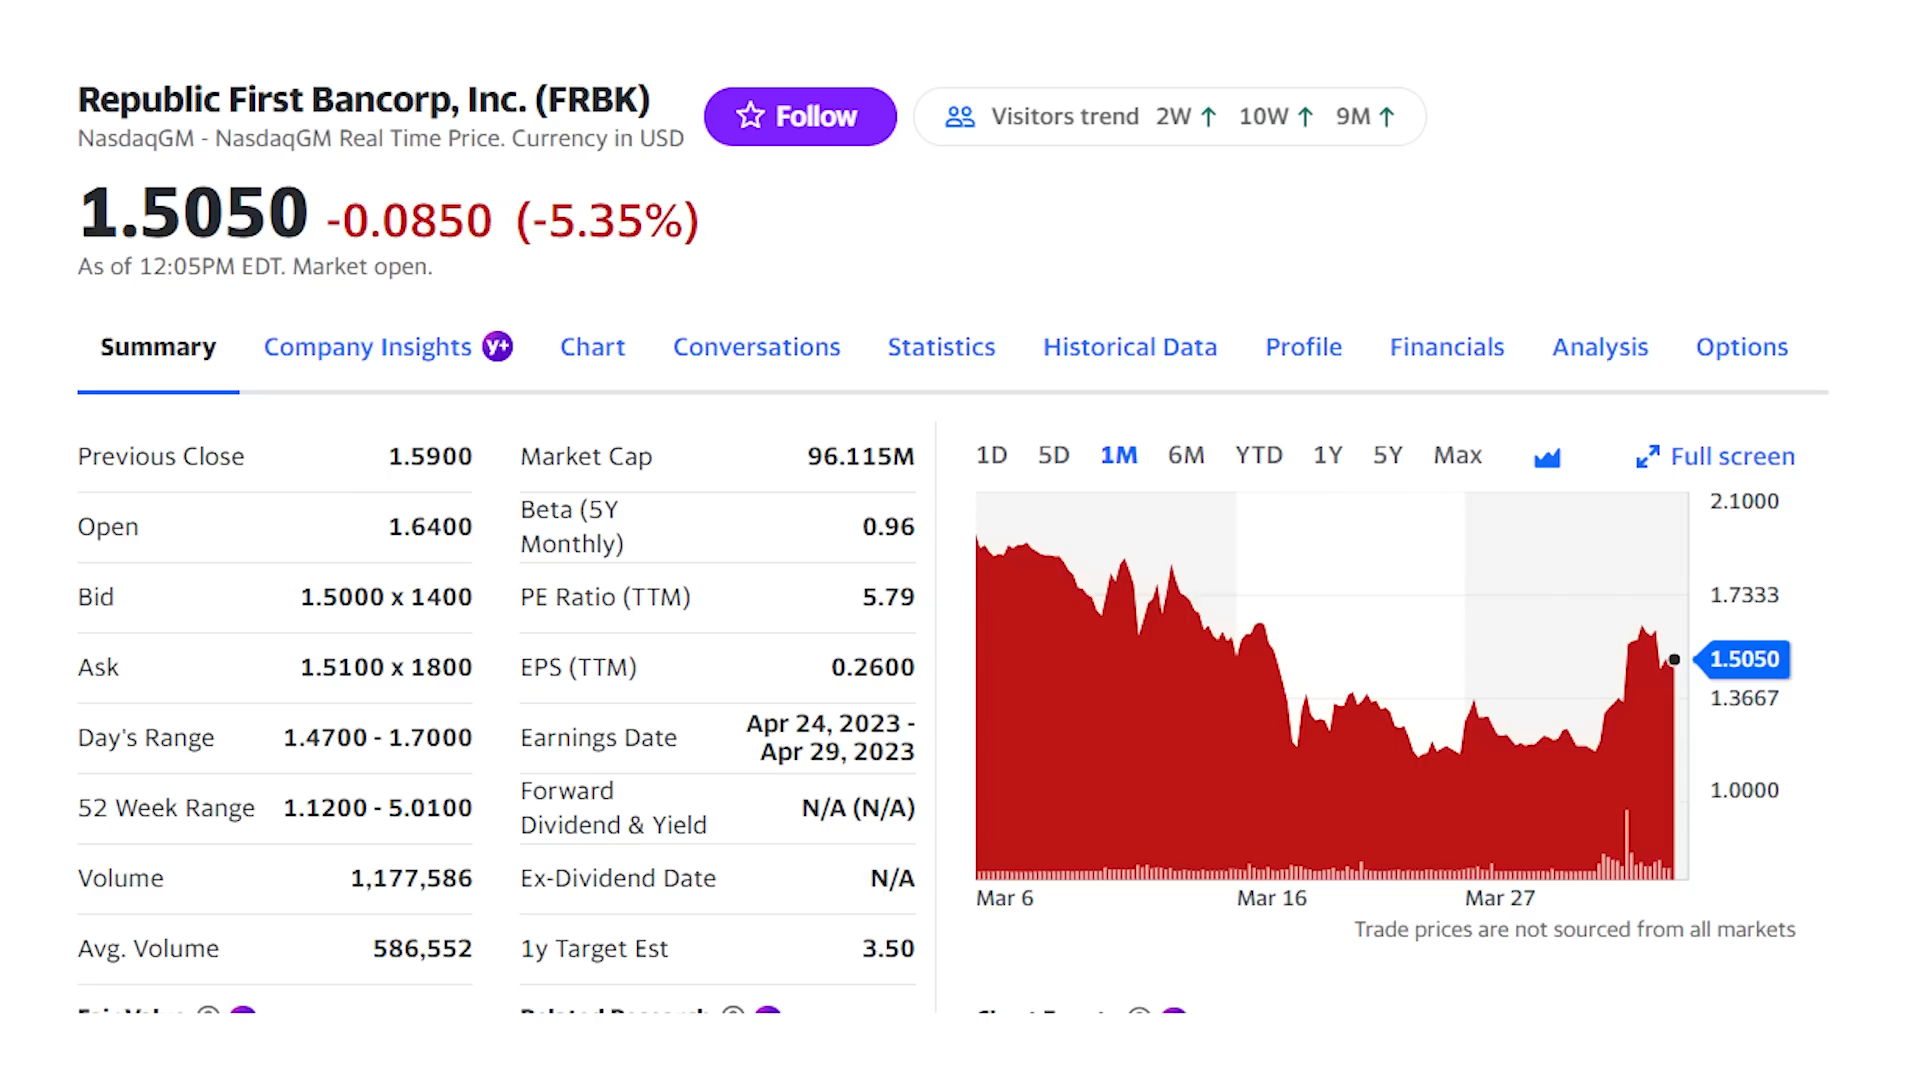 Republic First Bancorp, Inc. (FRBK)
Follow
Visitors trend 2W 10W 9M
NasdaqGM - NasdaqGM Real Time Price. Currency in USD
1.5050 -0.0850 (-5.35%)
As of 12:05PM EDT. Market open.
Summary Company Insights y+ Chart Conversations Statistics Historical Data Profile Financials Analysis Options
Previous Close 1.5900
Open 1.6400
Bid 1.5000 x 1400
Ask 1.5100 x 1800
Day's Range 1.4700 - 1.7000
52 Week Range 1.1200 - 5.0100
Volume 1,177,586
Avg. Volume 586,552
Market Cap 96.115M
Beta (5Y
Monthly) 0.96
PE Ratio (TTM) 5.79
EPS (TTM) 0.2600
Earnings Date Apr 24, 2023 -
Apr 29, 2023
Forward
Dividend & Yield N/A (N/A)
Ex-Dividend Date N/A
1y Target Est 3.50
1D 5D 1M 6M YTD 1Y 5Y Max Full screen
2.1000
1.7333
1.5050
1.3667
1.0000
Mar 6 Mar 16 Mar 27
Trade prices are not sourced from all markets